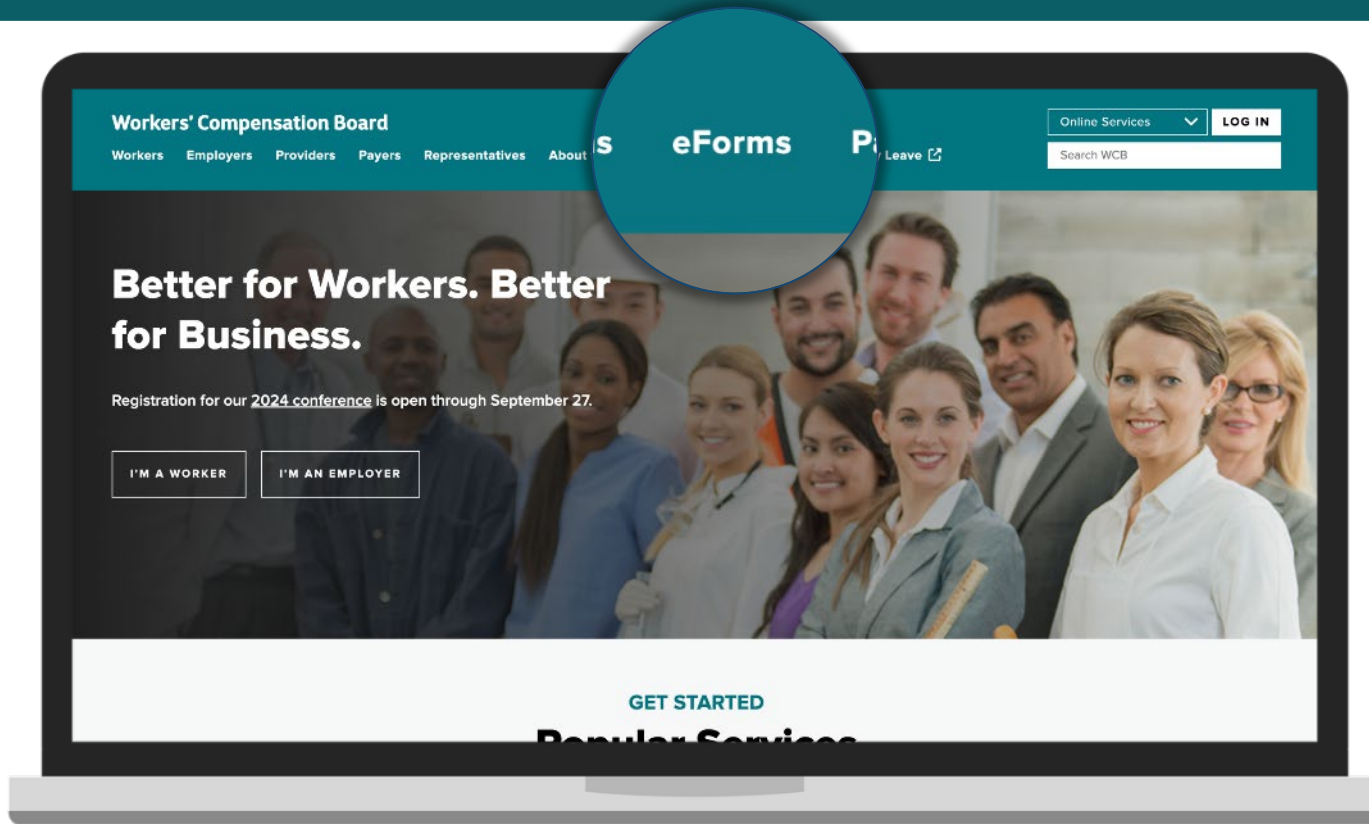 Workers' Compensation Board
Workers Employers Providers Payers Representatives About eForms Leave
Online Services LOG IN
Search WCB
Better for Workers. Better
for Business.
Registration for our 2024 conference is open through September 27.
I'M A WORKER I'M AN EMPLOYER
GET STARTED
Popular Services